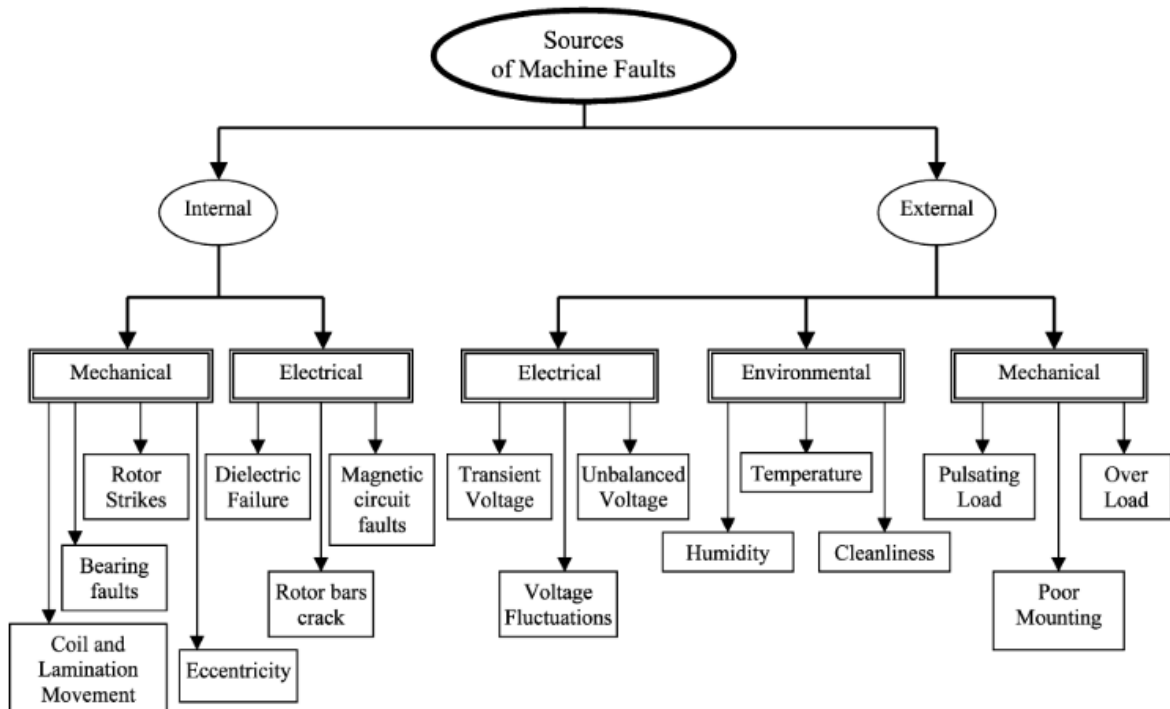 Sources
of Machine Faults
Internal
External
Mechanical
Electrical
Electrical
Environmental
Mechanical
Rotor
Strikes
Dielectric
Failure
Magnetic
circuit
faults
Transient
Voltage
Unbalanced
Voltage
Temperature
Pulsating
Load
Over
Load
Bearing
faults
Rotor bars
crack
Voltage
Fluctuations
Humidity
Cleanliness
Poor
Mounting
Coil and
Lamination
Movement
Eccentricity